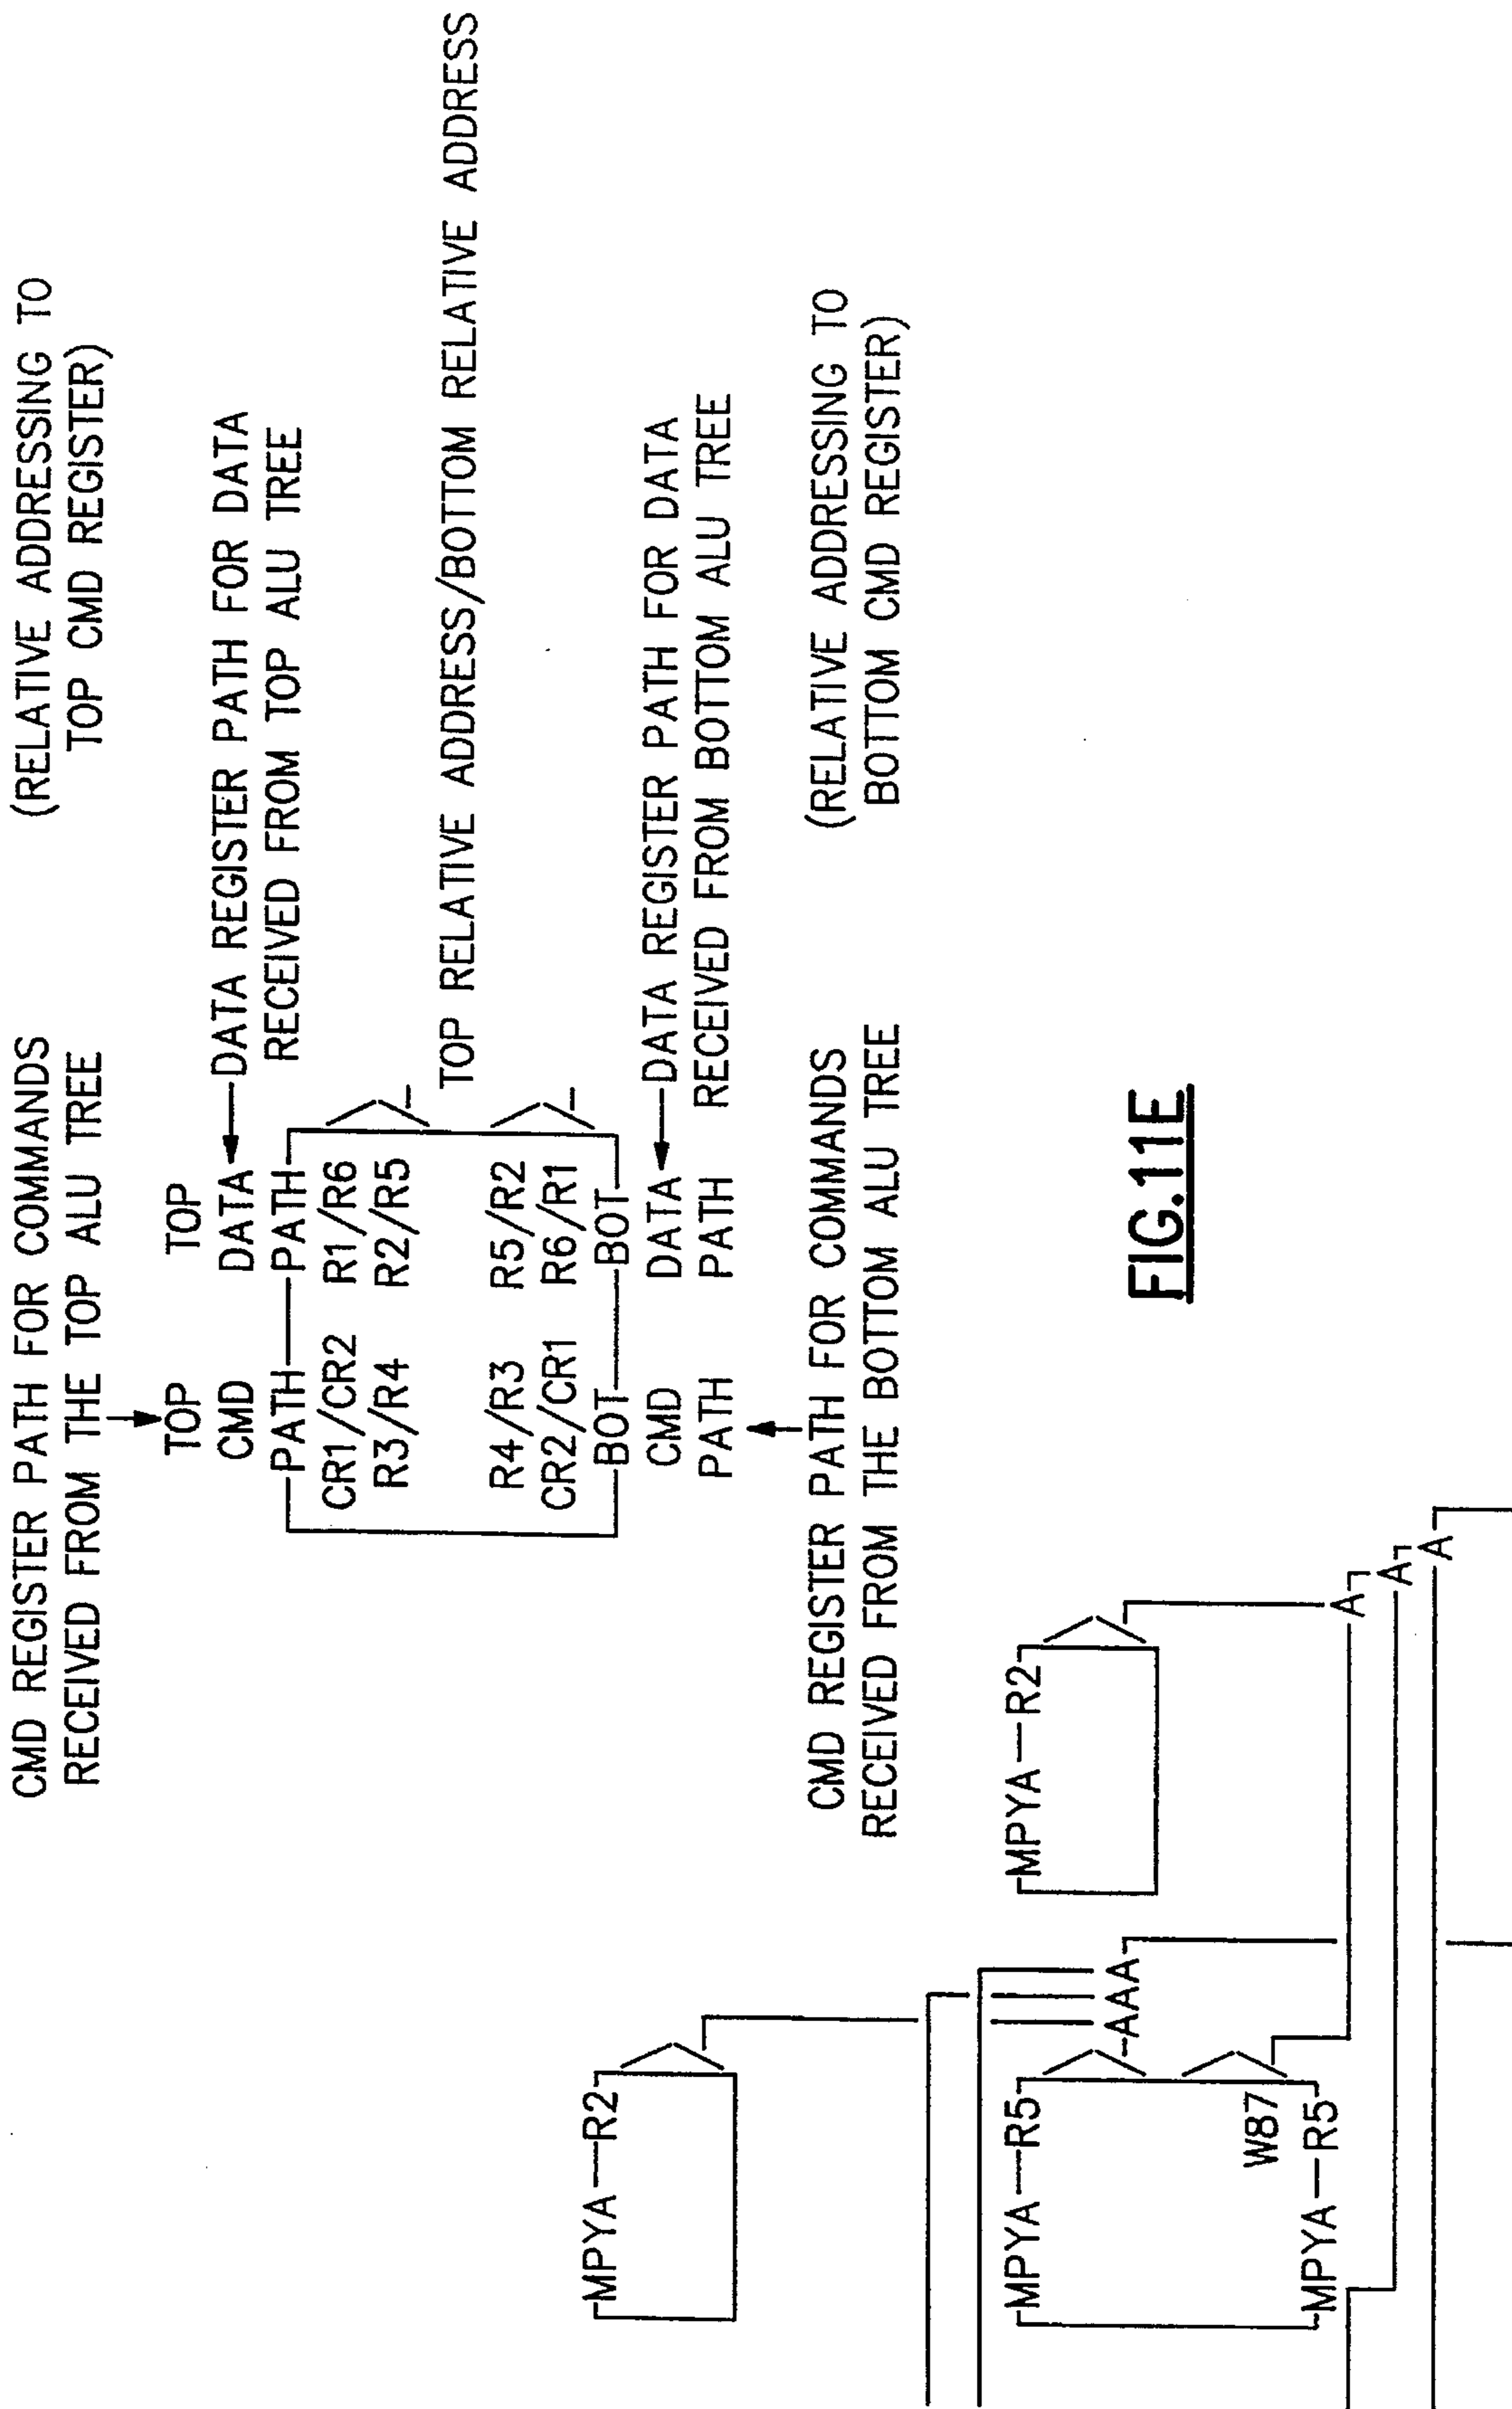 CMD REGISTER PATH FOR COMMANDS
RECEIVED FROM THE TOP ALU TREE
(RELATIVE ADDRESSING TO
TOP CMD REGISTER)
TOP TOP
CMD DATA
DATA REGISTER PATH FOR DATA
RECEIVED FROM TOP ALU TREE
PATH PATH
CR1/CR2 R1/R6
R3/R4 R2/R5
TOP RELATIVE ADDRESS/BOTTOM RELATIVE ADDRESS
R4/R3 R5/R2
CR2/CR1 R6/R1
BOT BOT
CMD DATA
PATH PATH
DATA REGISTER PATH FOR DATA
RECEIVED FROM BOTTOM ALU TREE
CMD REGISTER PATH FOR COMMANDS
RECEIVED FROM THE BOTTOM ALU TREE
(RELATIVE ADDRESSING TO
BOTTOM CMD REGISTER)
MPYA R2
MPYA R5
AAA
MPYA R2
W87
MPYA R5
A
A
A
FIG.11E